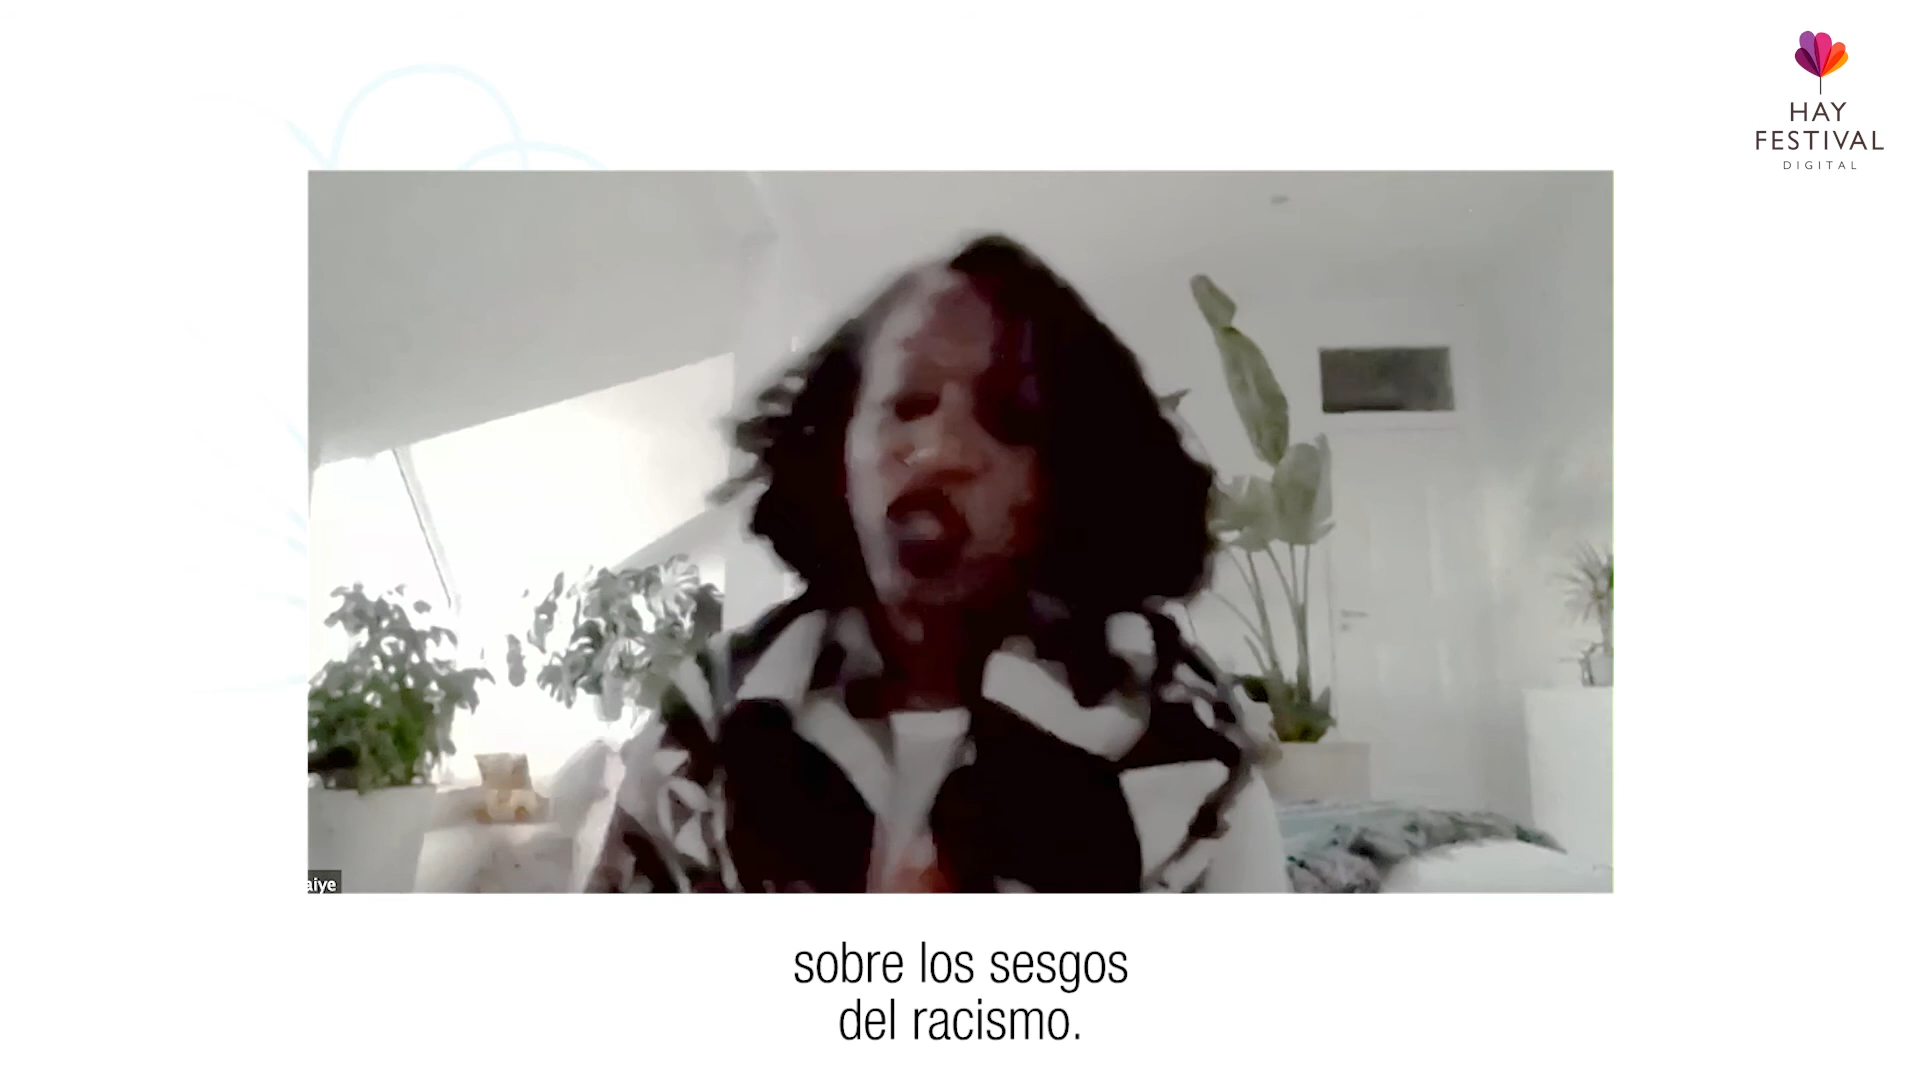 HAY
FESTIVAL
DIGITAL
aiye
sobre los sesgos
del racismo.